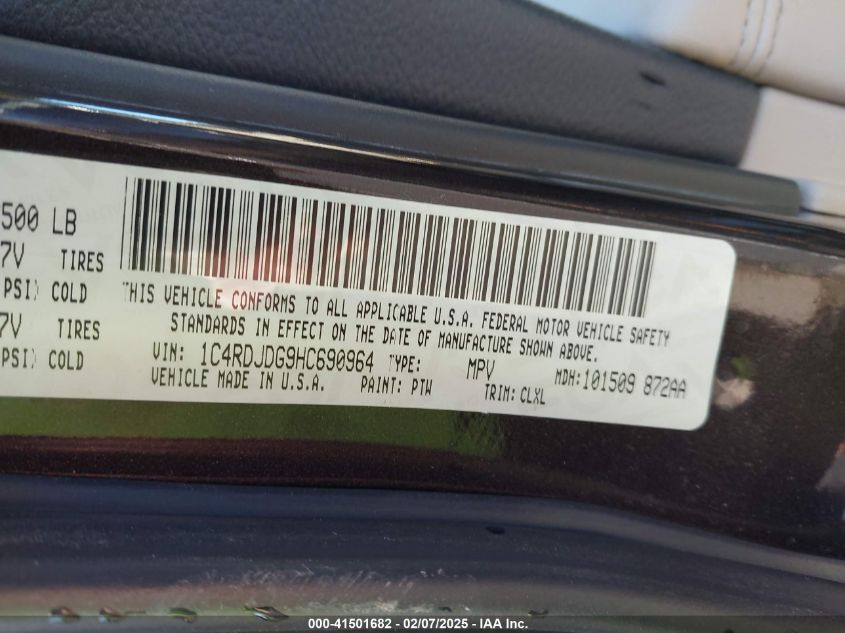 500 LB
7V TIRES
PSI) COLD
7V TIRES
PSI) COLD
THIS VEHICLE CONFORMS TO ALL APPLICABLE U.S.A. FEDERAL MOTOR VEHICLE SAFETY
STANDARDS IN EFFECT ON THE DATE OF MANUFACTURE SHOWN ABOVE.
VIN: 1C4RDJDG9HC690964 TYPE: MPV MDH:101509 872AA
VEHICLE MADE IN U.S.A. PAINT: PTW TRIM: CLXL
000-41501682 - 02/07/2025 - IAA Inc.